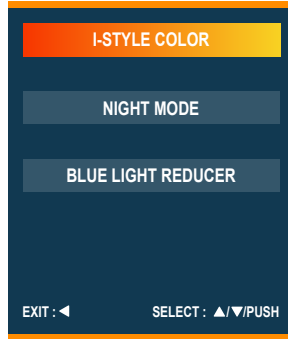 I-STYLE COLOR
NIGHT MODE
BLUE LIGHT REDUCER
EXIT : ◀ SELECT : ▲/▼/PUSH